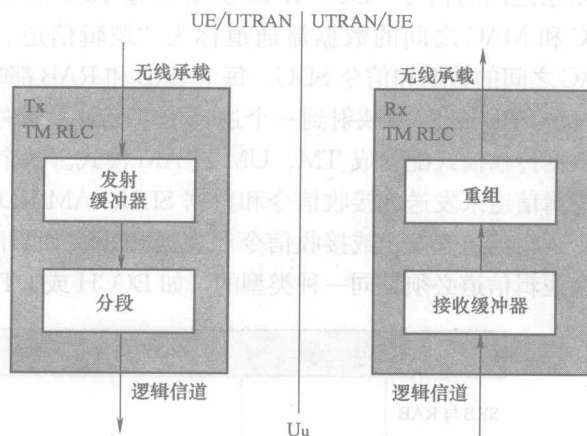 UE/UTRAN
UTRAN/UE
无线承载
Tx
TM RLC
发射
缓冲器
分段
逻辑信道
无线承载
Rx
TM RLC
重组
接收缓冲器
逻辑信道
Uu